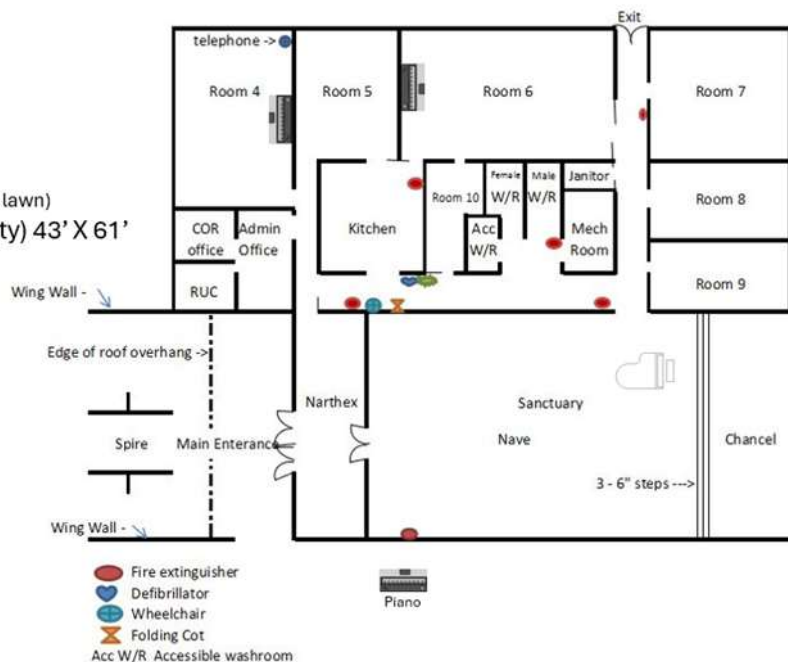 Exit
telephone ->
Room 4
Room 5
Room 6
Room 7
lawn)
ty) 43' X 61'
Kitchen
Room 10
Female
W/R
Male
W/R
Janitor
Room 8
COR
office
Admin
Office
Acc
W/R
Mech
Room
RUC
Room 9
Wing Wall -
Edge of roof overhang ->
Narthex
Sanctuary
Spire
Main Enterance
Nave
Chancel
3 - 6" steps --->
Wing Wall -
Fire extinguisher
Defibrillator
Wheelchair
Folding Cot
Acc W/R Accessible washroom
Piano